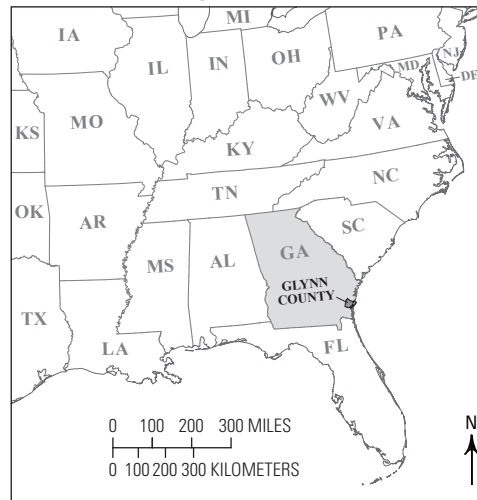 MI
PA
NJ
IA
OH
IL
IN
MD
DE
WV
MO
VA
KS
KY
NC
TN
OK
AR
SC
GA
MS
AL
GLYNN
COUNTY
TX
LA
FL
0 100 200 300 MILES
0 100 200 300 KILOMETERS
N